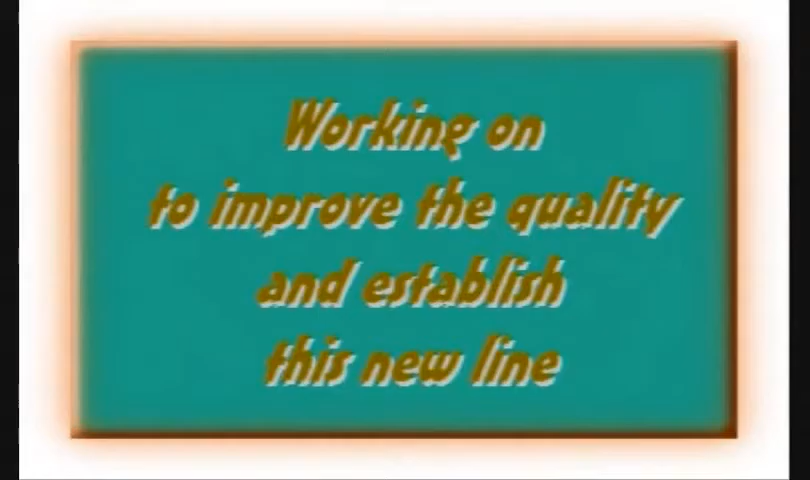 Working on
to improve the quality
and establish
this new line